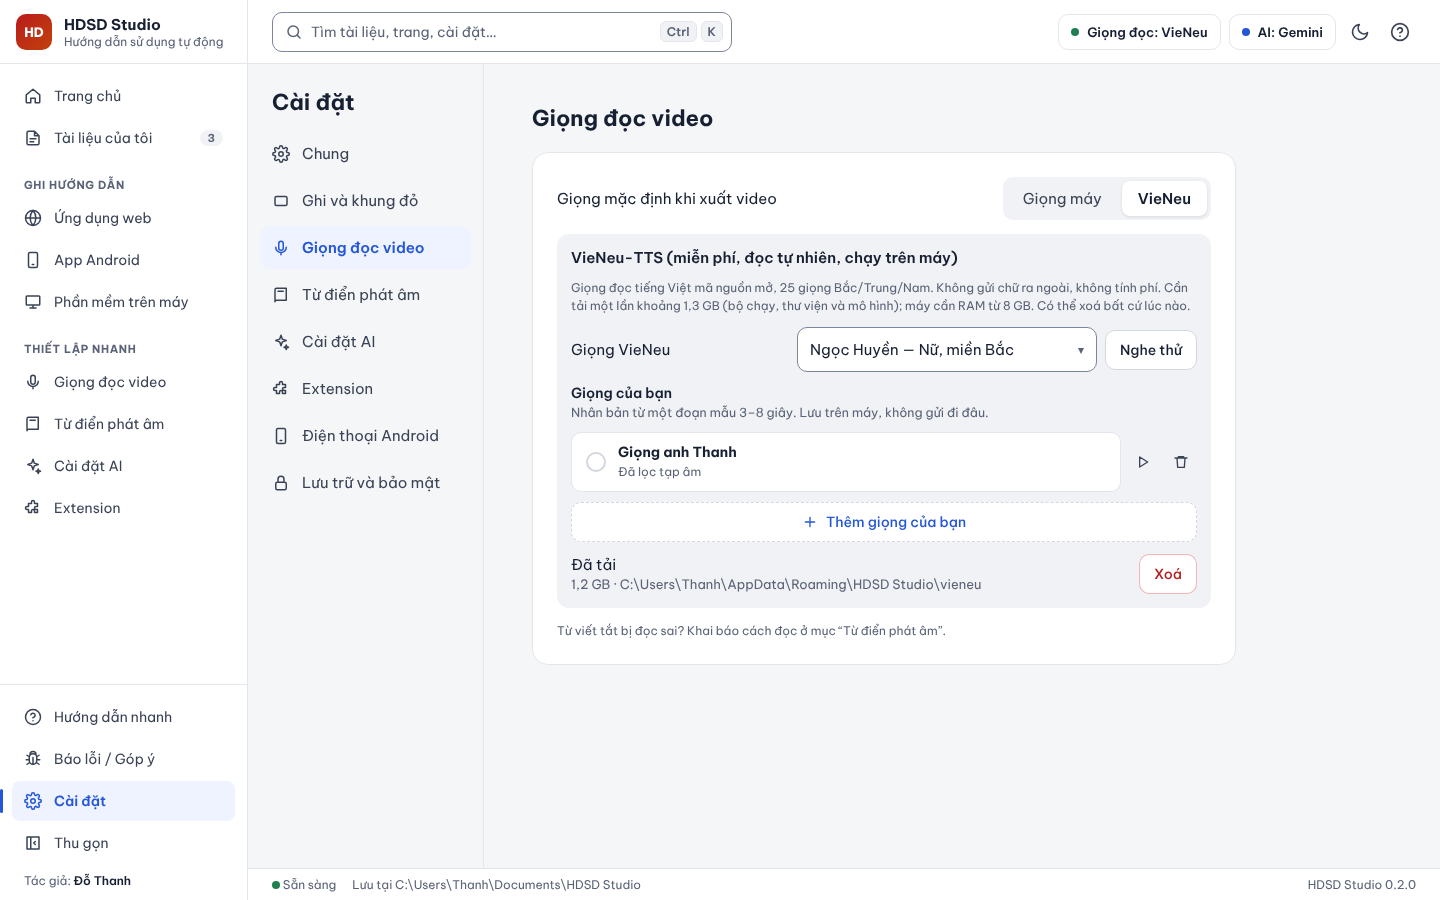 HD
HDSD Studio
Hướng dẫn sử dụng tự động
Tìm tài liệu, trang, cài đặt...
Ctrl K
Giọng đọc: VieNeu
AI: Gemini
Trang chủ
Tài liệu của tôi 3
GHI HƯỚNG DẪN
Ứng dụng web
App Android
Phần mềm trên máy
THIẾT LẬP NHANH
Giọng đọc video
Từ điển phát âm
Cài đặt AI
Extension
Hướng dẫn nhanh
Báo lỗi / Góp ý
Cài đặt
Thu gọn
Tác giả: Đỗ Thanh
Cài đặt
Chung
Ghi và khung đỏ
Giọng đọc video
Từ điển phát âm
Cài đặt AI
Extension
Điện thoại Android
Lưu trữ và bảo mật
Giọng đọc video
Giọng mặc định khi xuất video
Giọng máy VieNeu
VieNeu-TTS (miễn phí, đọc tự nhiên, chạy trên máy)
Giọng đọc tiếng Việt mã nguồn mở, 25 giọng Bắc/Trung/Nam. Không gửi chữ ra ngoài, không tính phí. Cần
tải một lần khoảng 1,3 GB (bộ chạy, thư viện và mô hình); máy cần RAM từ 8 GB. Có thể xoá bất cứ lúc nào.
Giọng VieNeu
Ngọc Huyền — Nữ, miền Bắc
Nghe thử
Giọng của bạn
Nhân bản từ một đoạn mẫu 3–8 giây. Lưu trên máy, không gửi đi đâu.
Giọng anh Thanh
Đã lọc tạp âm
Thêm giọng của bạn
Đã tải
1,2 GB · C:\Users\Thanh\AppData\Roaming\HDSD Studio\vieneu
Xoá
Từ viết tắt bị đọc sai? Khai báo cách đọc ở mục “Từ điển phát âm”.
Sẵn sàng
Lưu tại C:\Users\Thanh\Documents\HDSD Studio
HDSD Studio 0.2.0